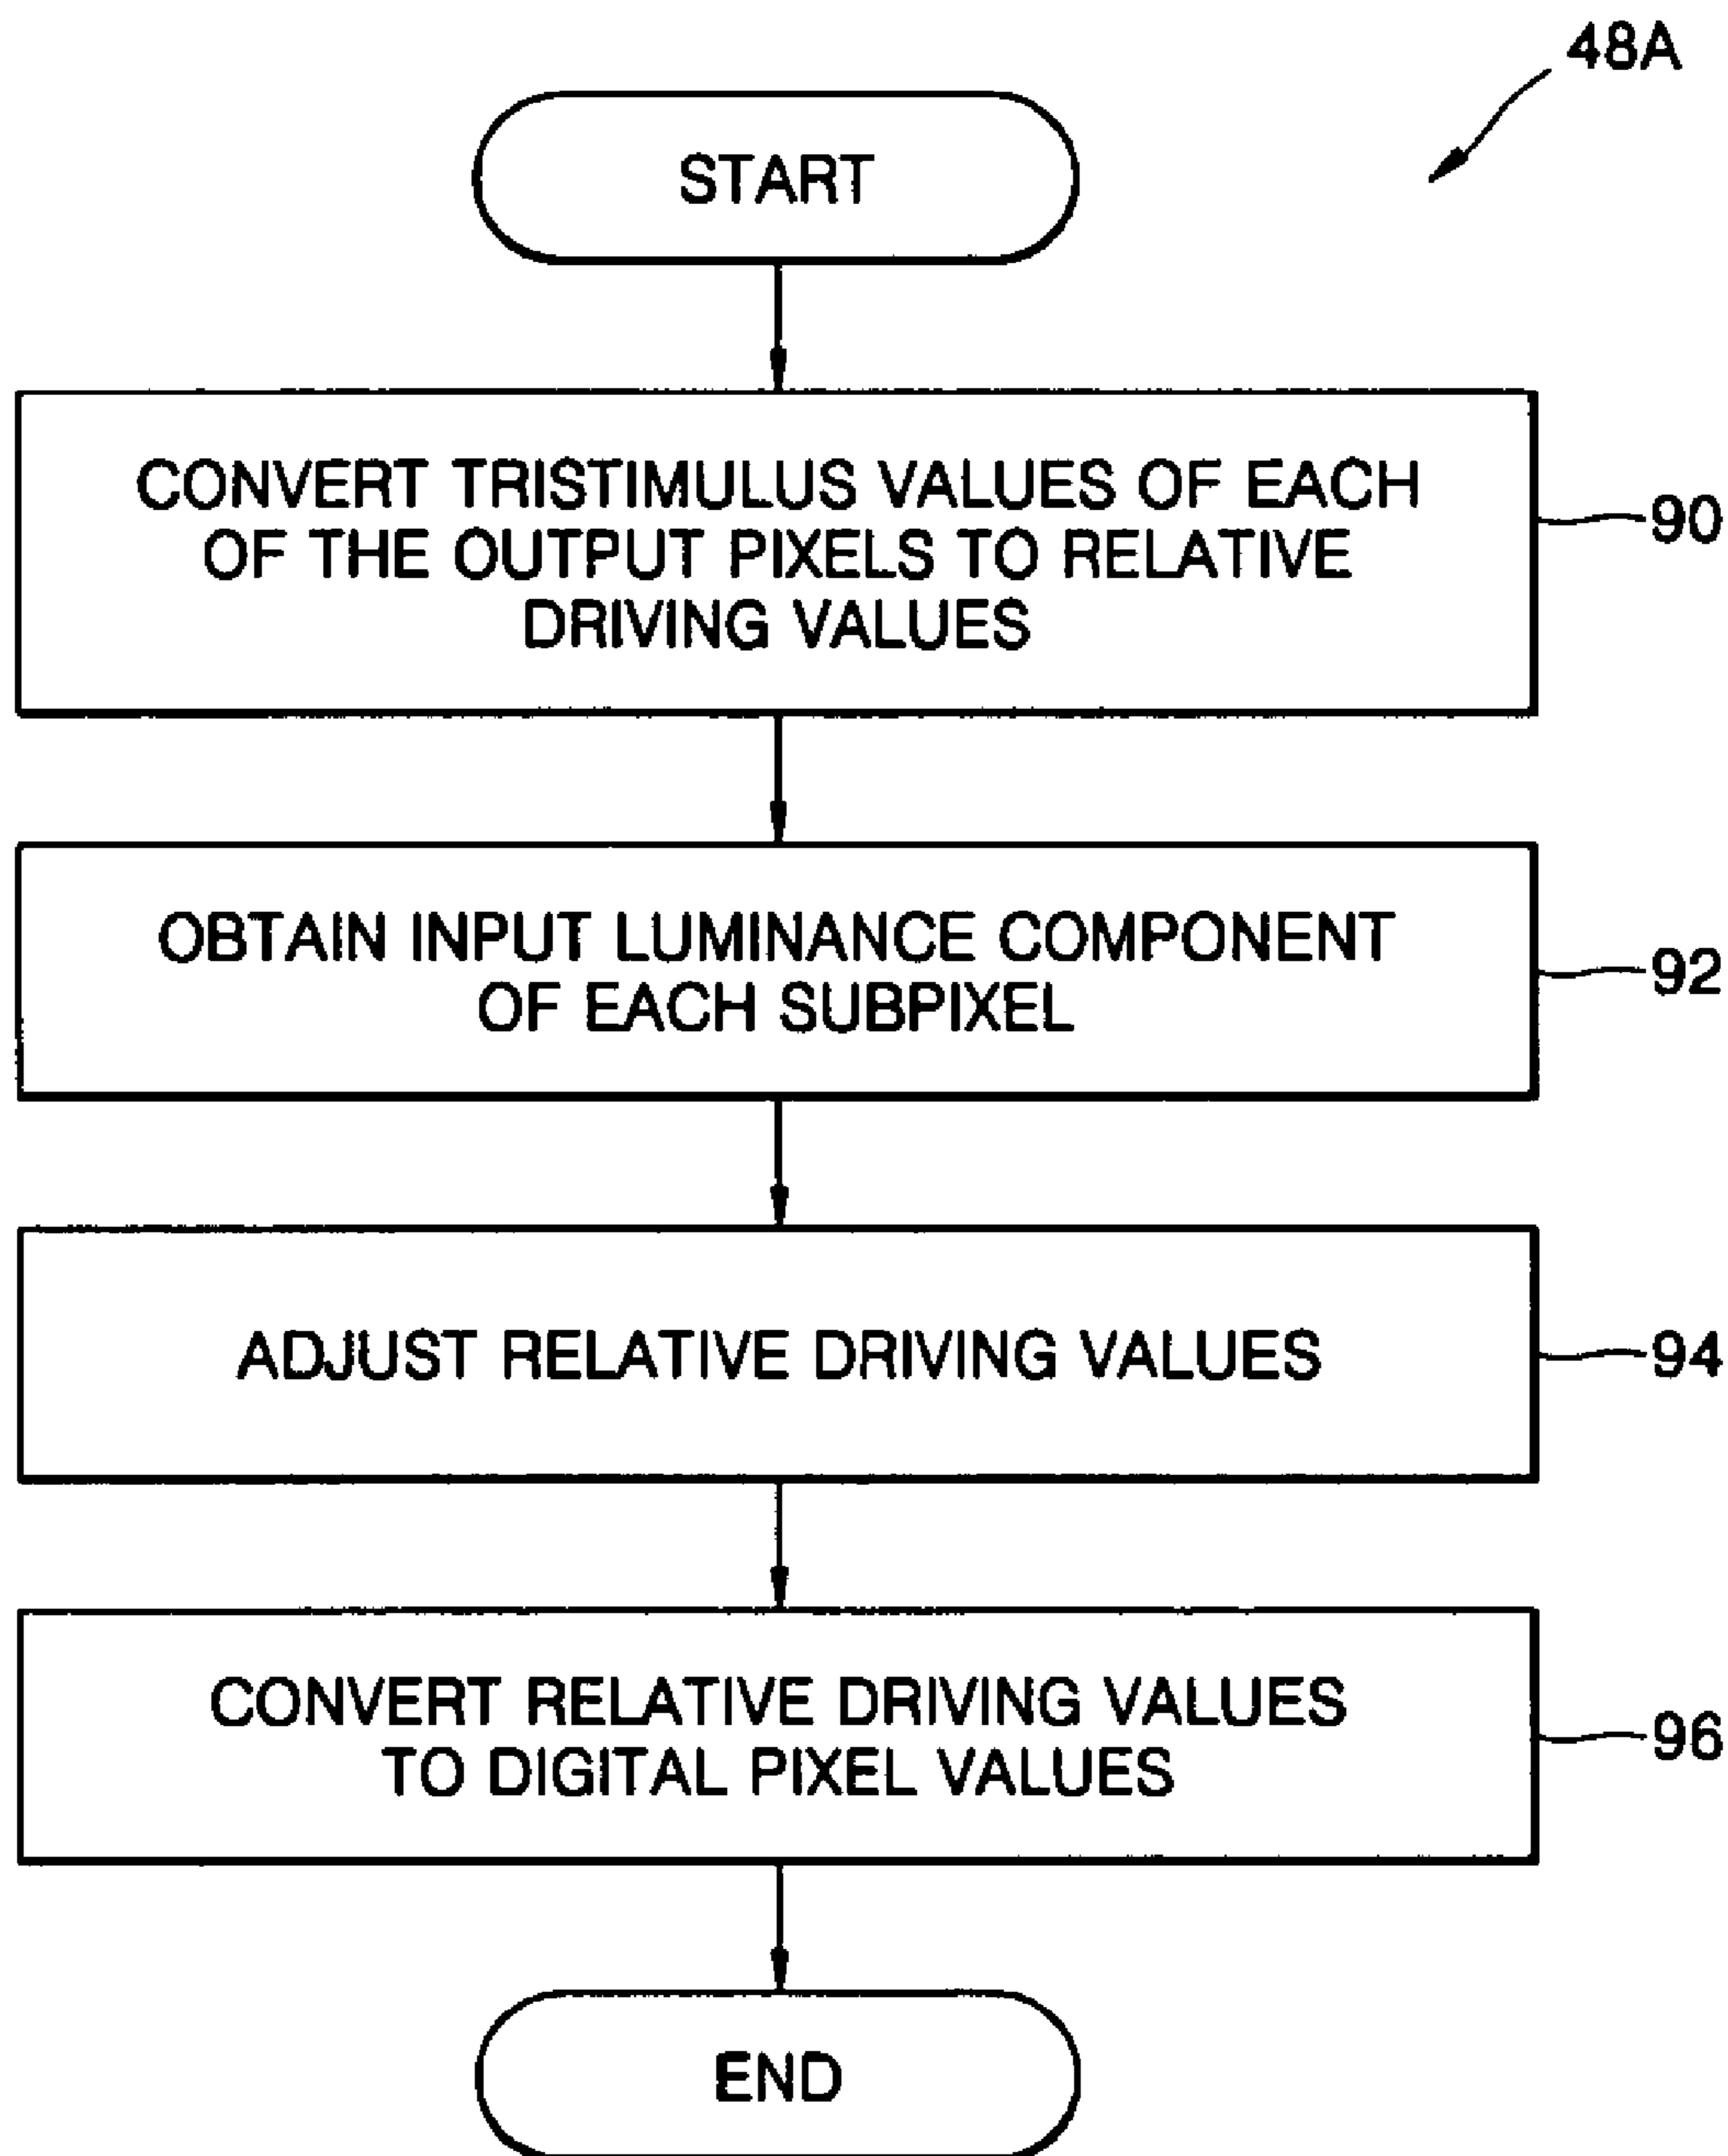 48A
START
CONVERT TRISTIMULUS VALUES OF EACH
OF THE OUTPUT PIXELS TO RELATIVE
DRIVING VALUES
90
OBTAIN INPUT LUMINANCE COMPONENT
OF EACH SUBPIXEL
92
ADJUST RELATIVE DRIVING VALUES
94
CONVERT RELATIVE DRIVING VALUES
TO DIGITAL PIXEL VALUES
96
END